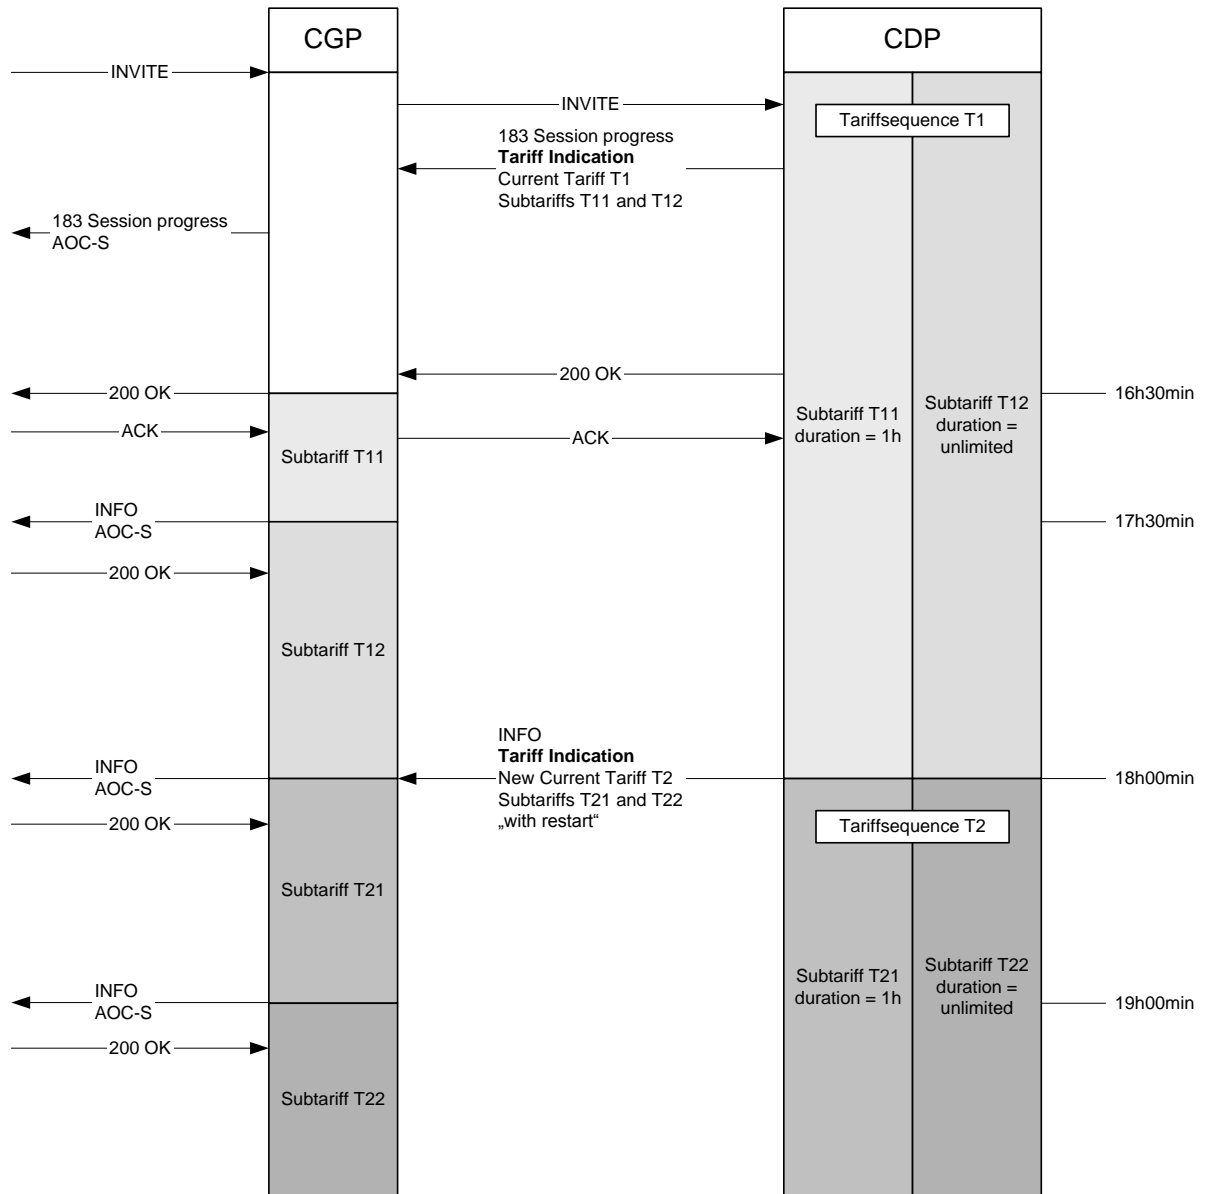 CGP
CDP
INVITE
INVITE
Tariffsequence T1
183 Session progress
Tariff Indication
Current Tariff T1
Subtariffs T11 and T12
183 Session progress
AOC-S
200 OK
200 OK
16h30min
Subtariff T11
duration = 1h
Subtariff T12
duration =
unlimited
ACK
ACK
Subtariff T11
INFO
AOC-S
17h30min
200 OK
Subtariff T12
INFO
Tariff Indication
New Current Tariff T2
Subtariffs T21 and T22
„with restart“
INFO
AOC-S
18h00min
200 OK
Tariffsequence T2
Subtariff T21
Subtariff T21
duration = 1h
Subtariff T22
duration =
unlimited
INFO
AOC-S
19h00min
200 OK
Subtariff T22